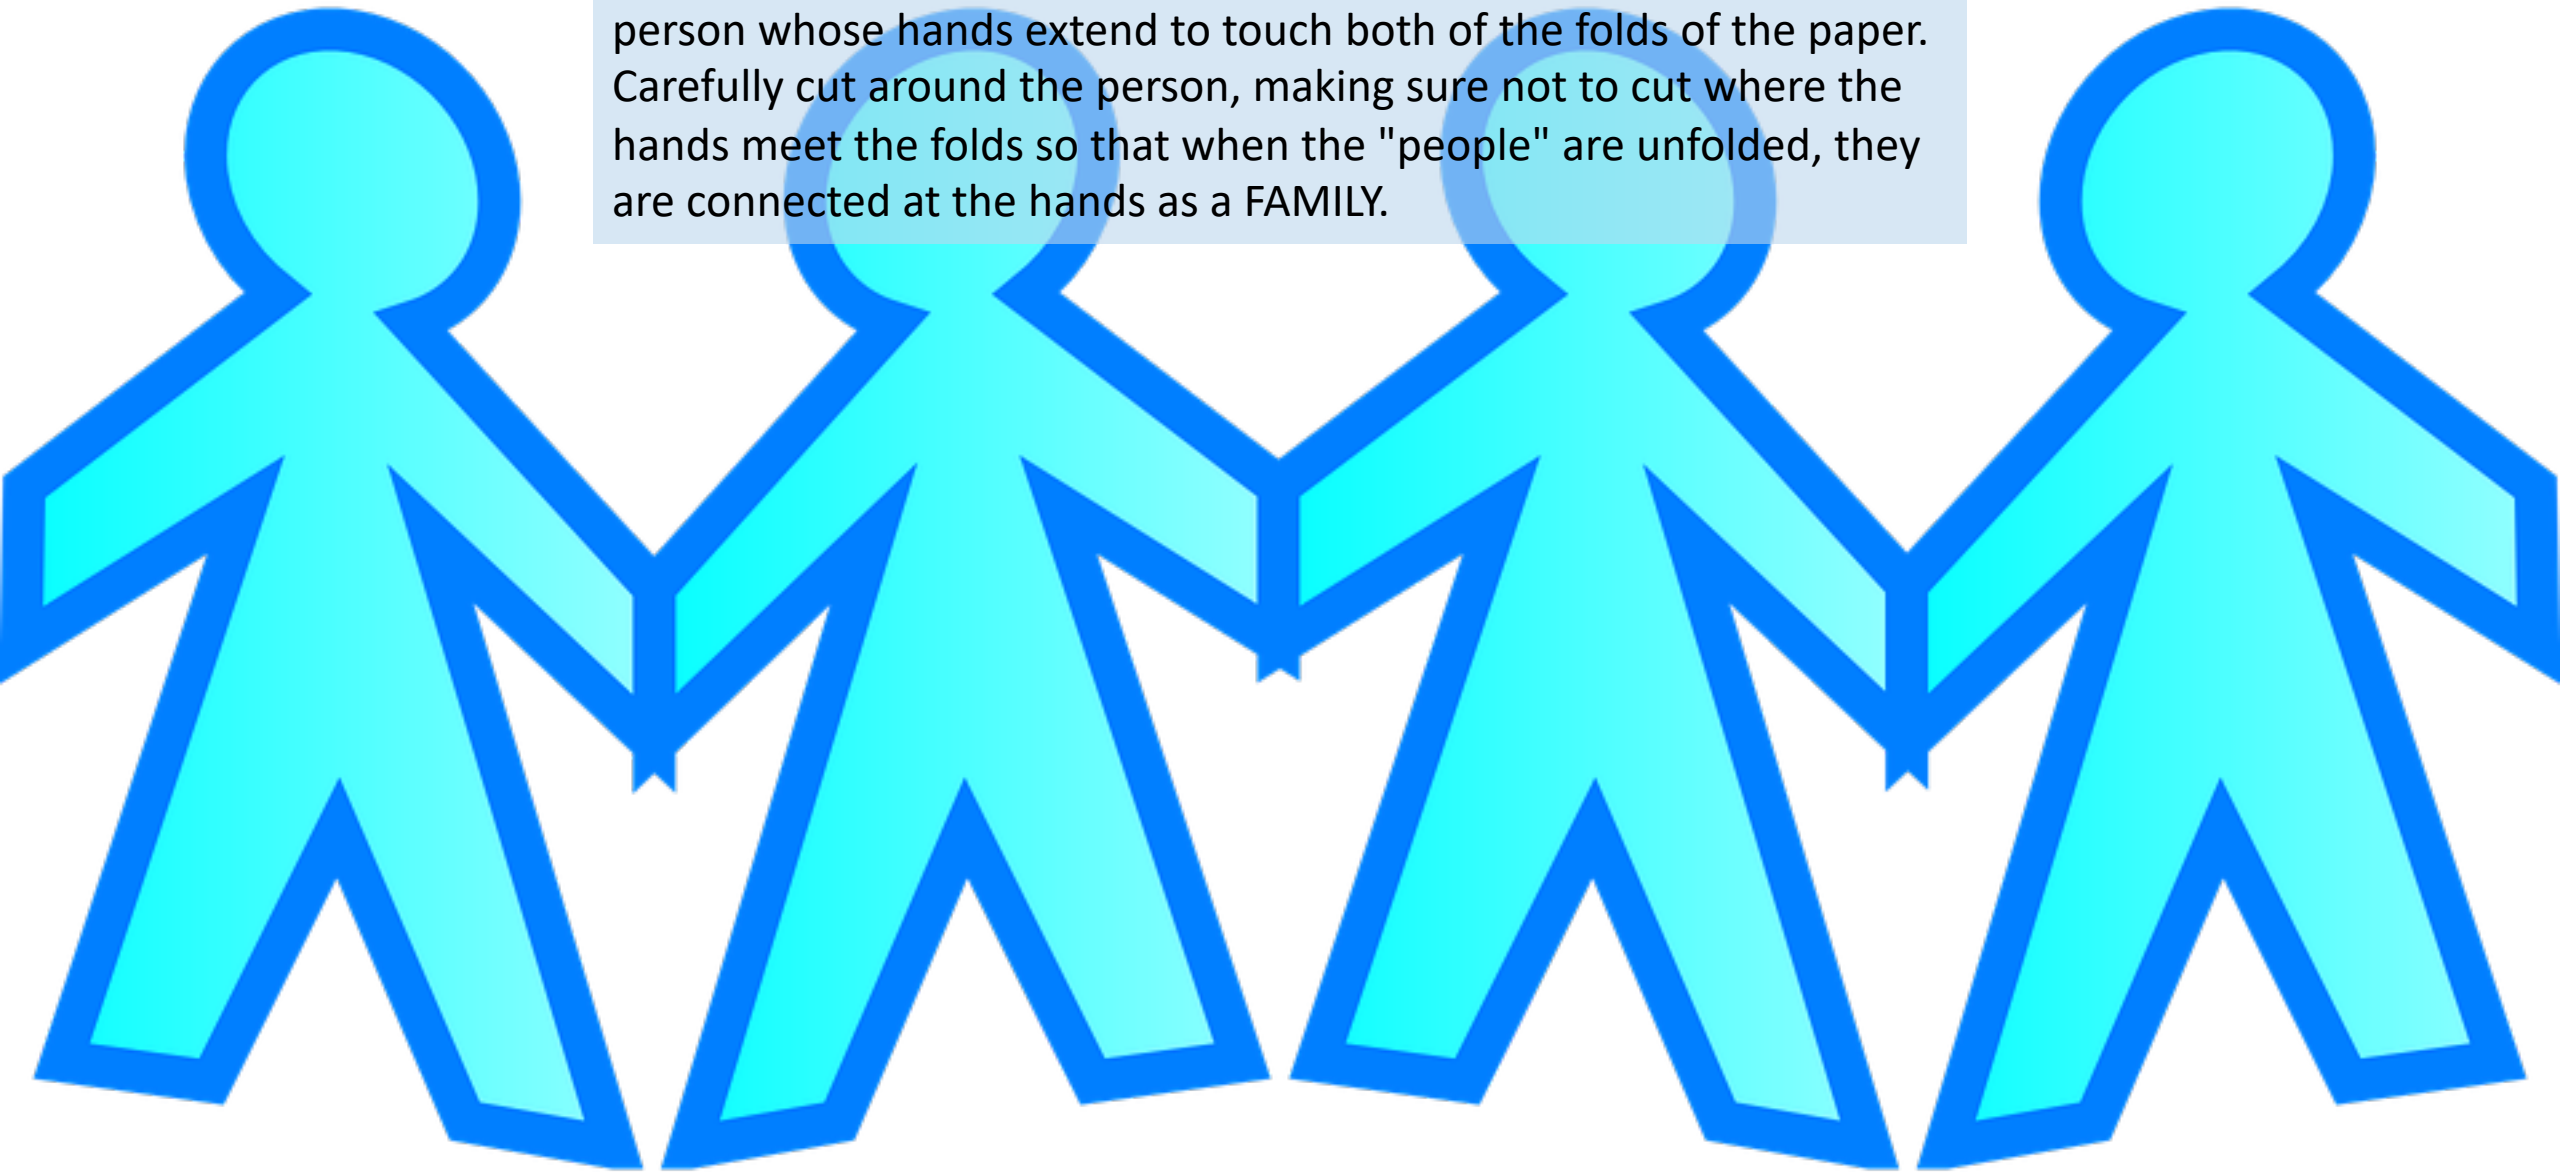 person whose hands extend to touch both of the folds of the paper.
Carefully cut around the person, making sure not to cut where the
hands meet the folds so that when the "people" are unfolded, they
are connected at the hands as a FAMILY.